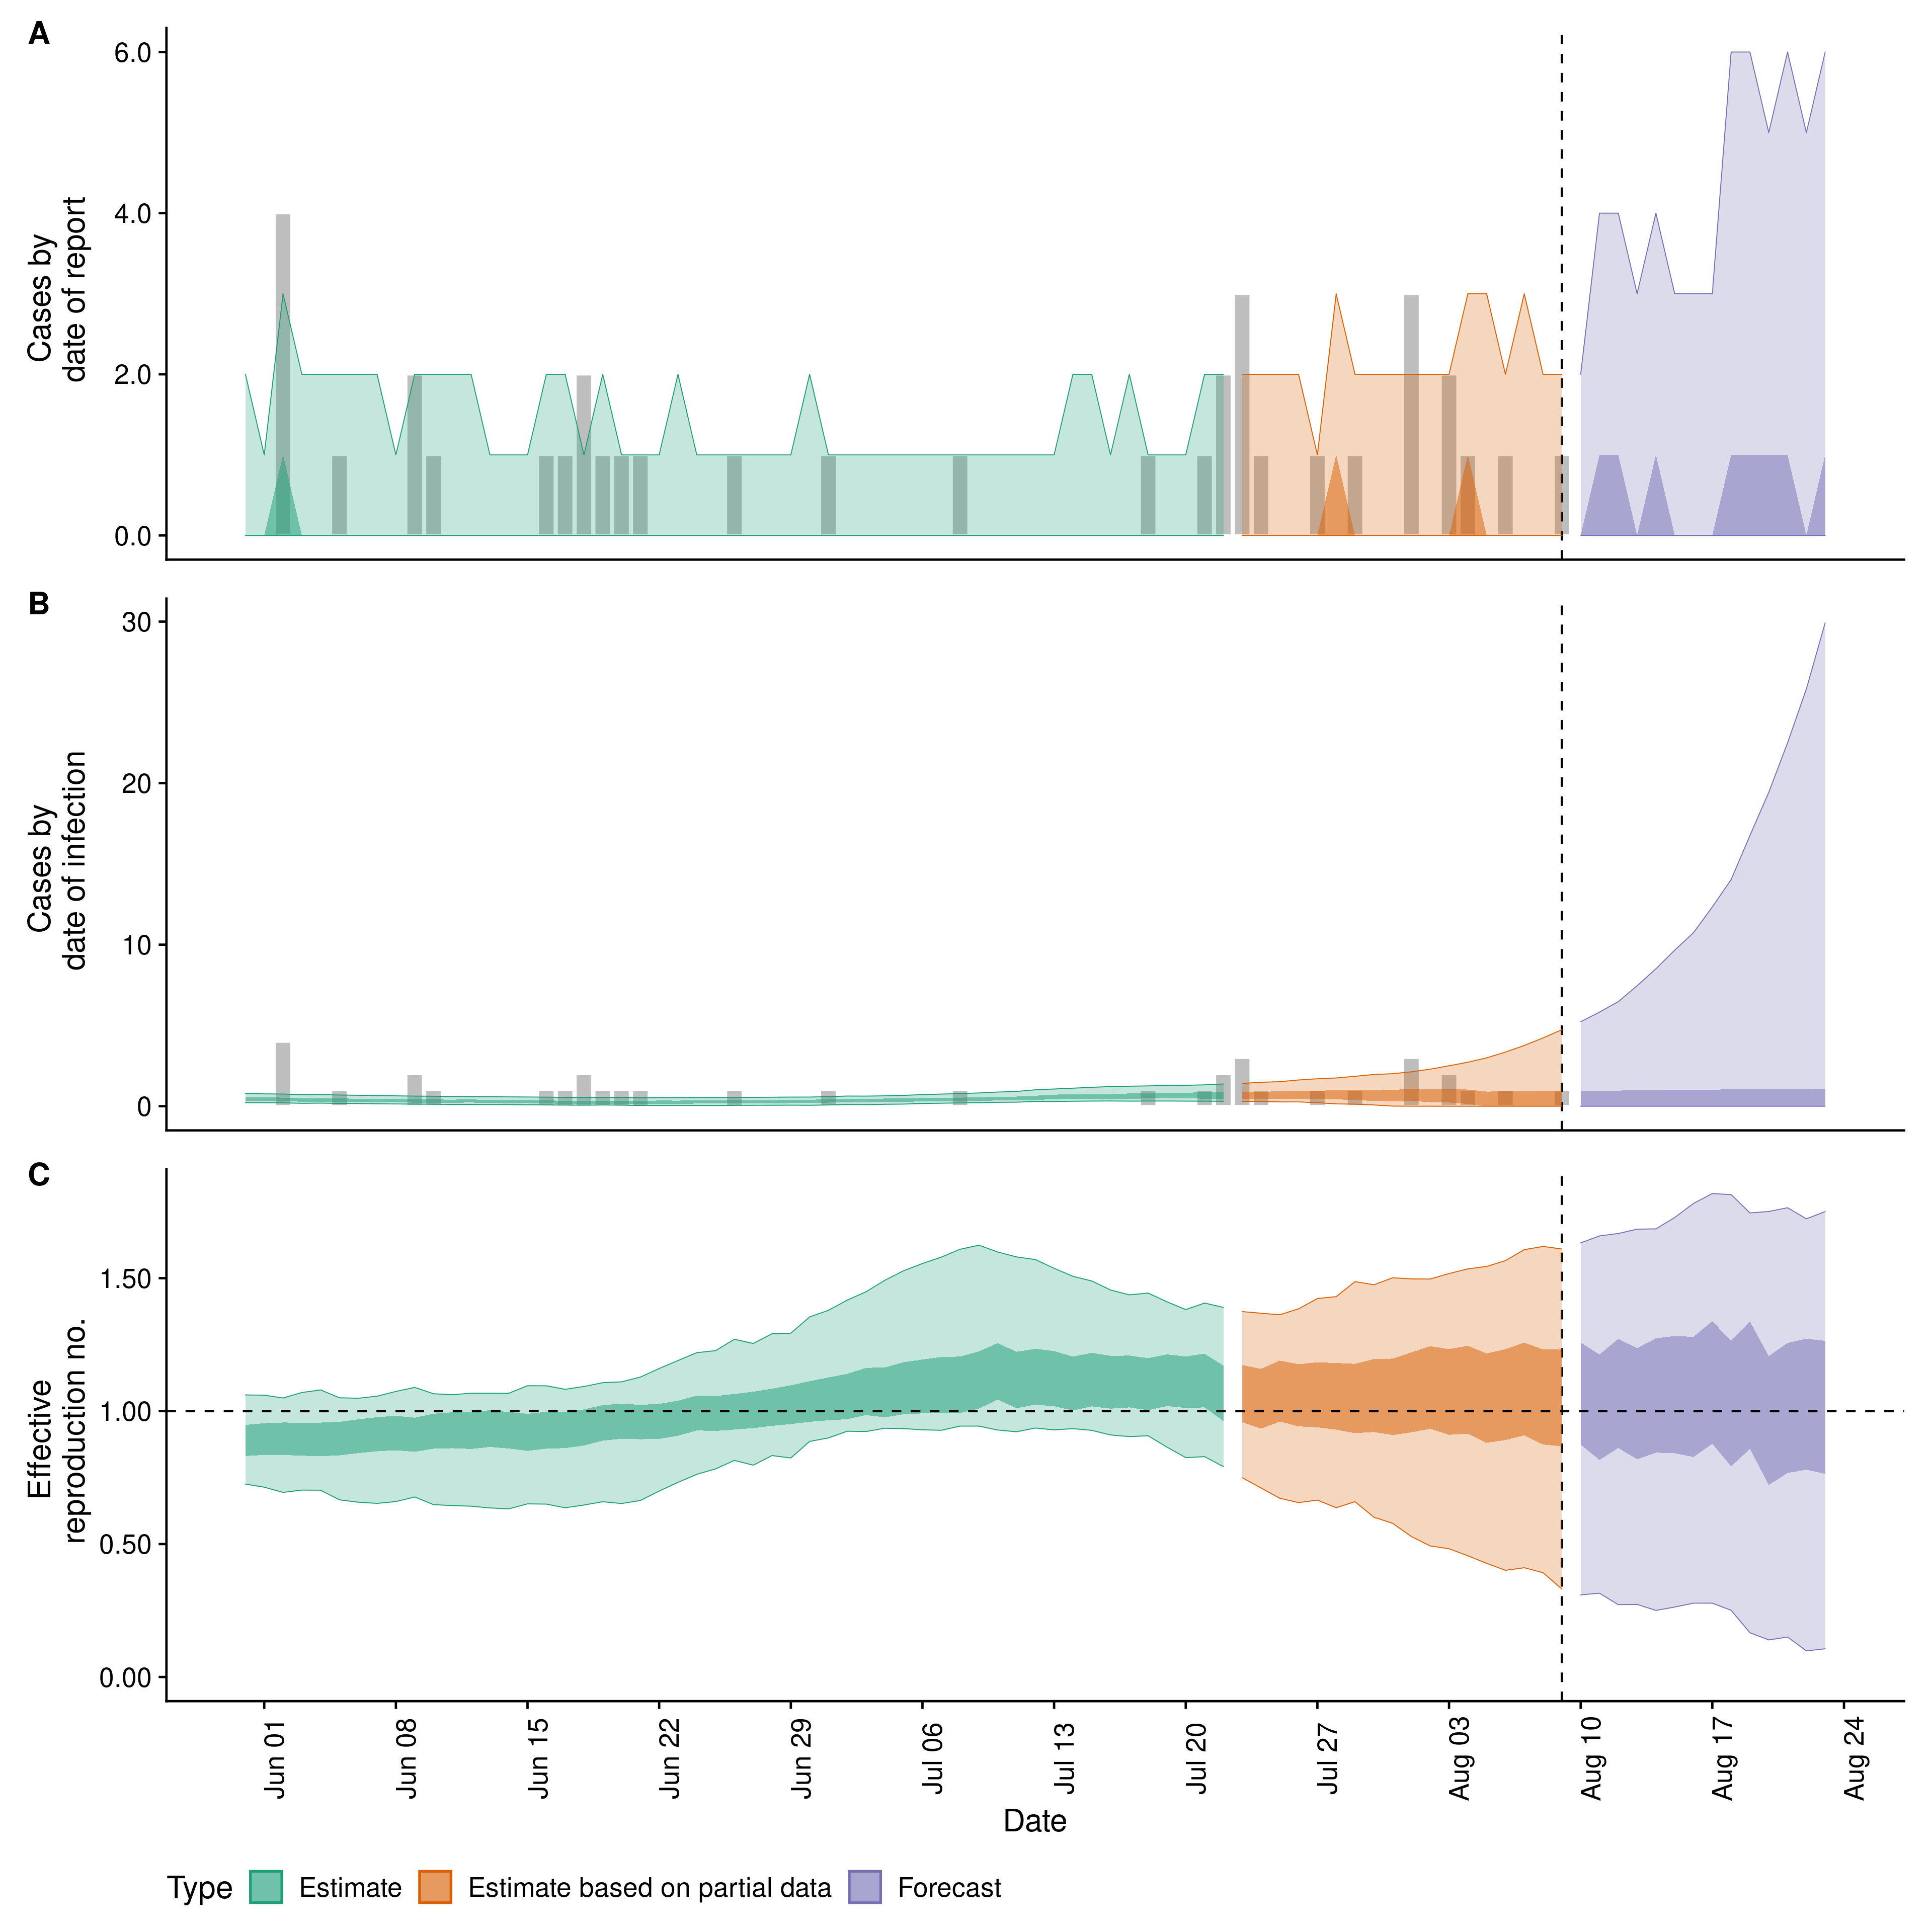 A
6.0
4.0
2.0
0.0
Cases by
date of report
B
30
20
10
0
Cases by
date of infection
C
1.50
1.00
0.50
0.00
Effective
reproduction no.
Jun 01
Jun 08
Jun 15
Jun 22
Jun 29
Jul 06
Jul 13
Jul 20
Jul 27
Aug 03
Aug 10
Aug 17
Aug 24
Date
Type Estimate Estimate based on partial data Forecast